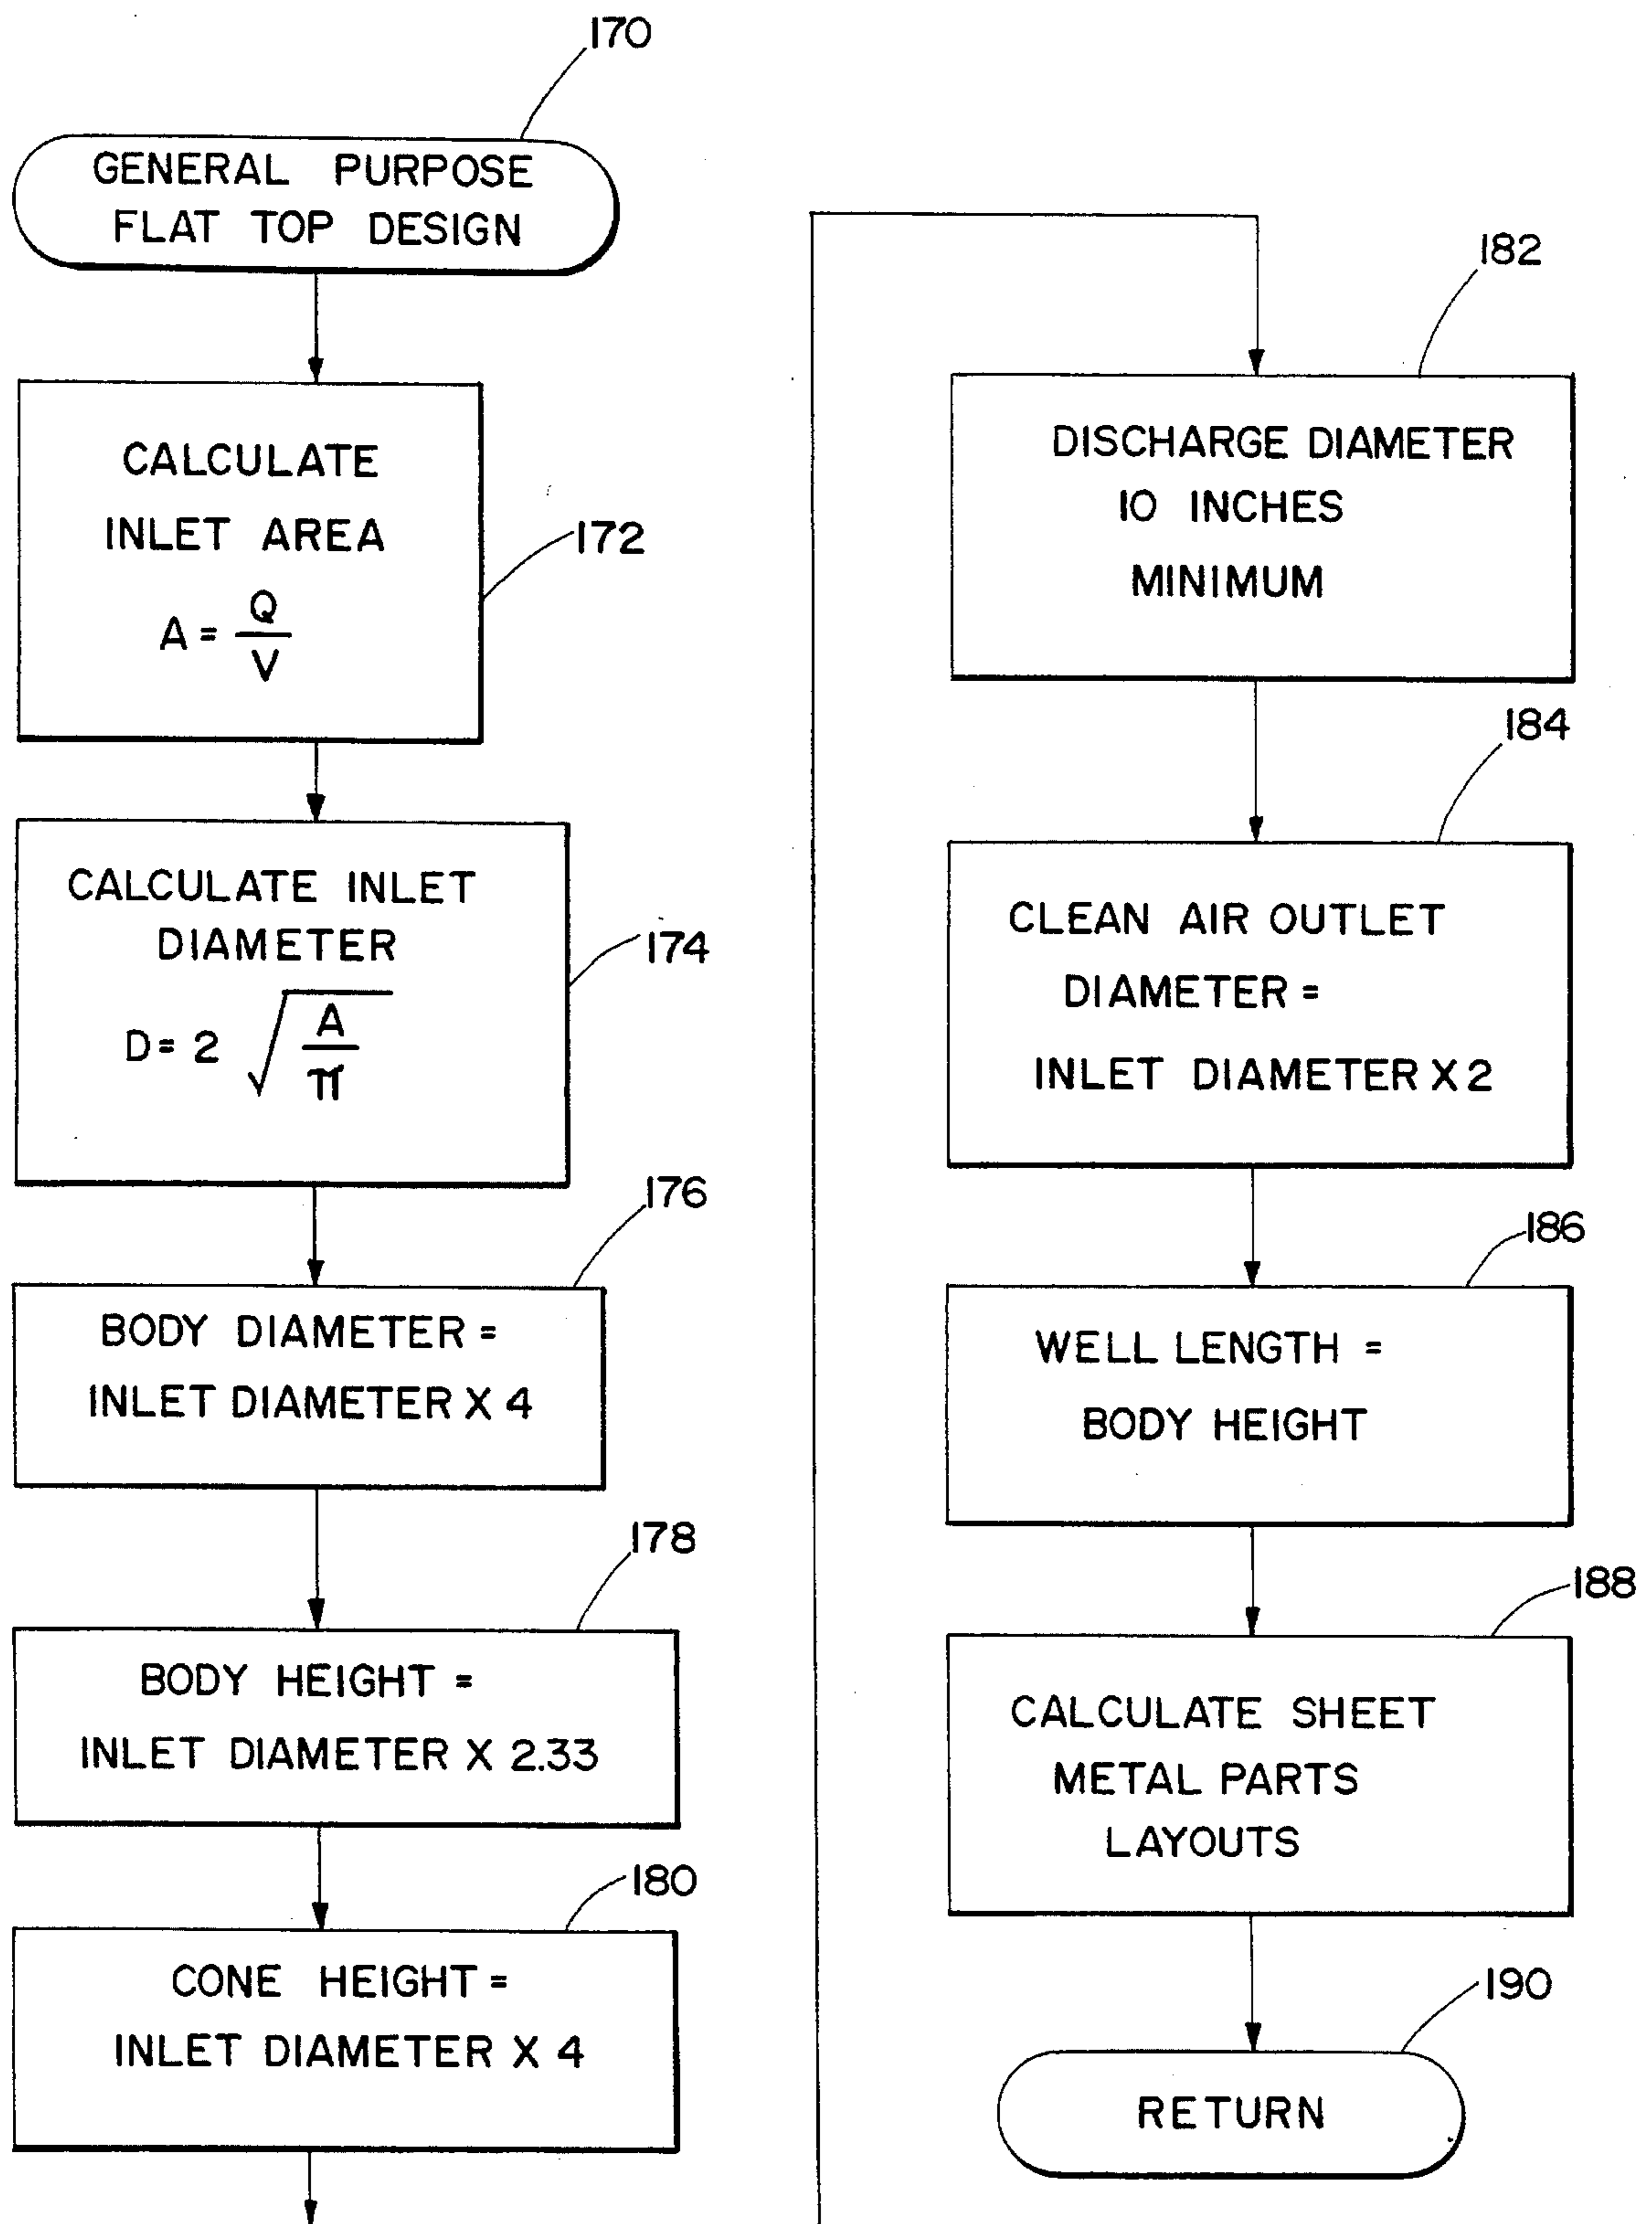 170
GENERAL PURPOSE
FLAT TOP DESIGN
CALCULATE
INLET AREA
A = Q/V
172
CALCULATE INLET
DIAMETER
D = 2 √(A/π)
174
176
BODY DIAMETER =
INLET DIAMETER X 4
178
BODY HEIGHT =
INLET DIAMETER X 2.33
180
CONE HEIGHT =
INLET DIAMETER X 4
182
DISCHARGE DIAMETER
10 INCHES
MINIMUM
184
CLEAN AIR OUTLET
DIAMETER =
INLET DIAMETER X 2
186
WELL LENGTH =
BODY HEIGHT
188
CALCULATE SHEET
METAL PARTS
LAYOUTS
190
RETURN